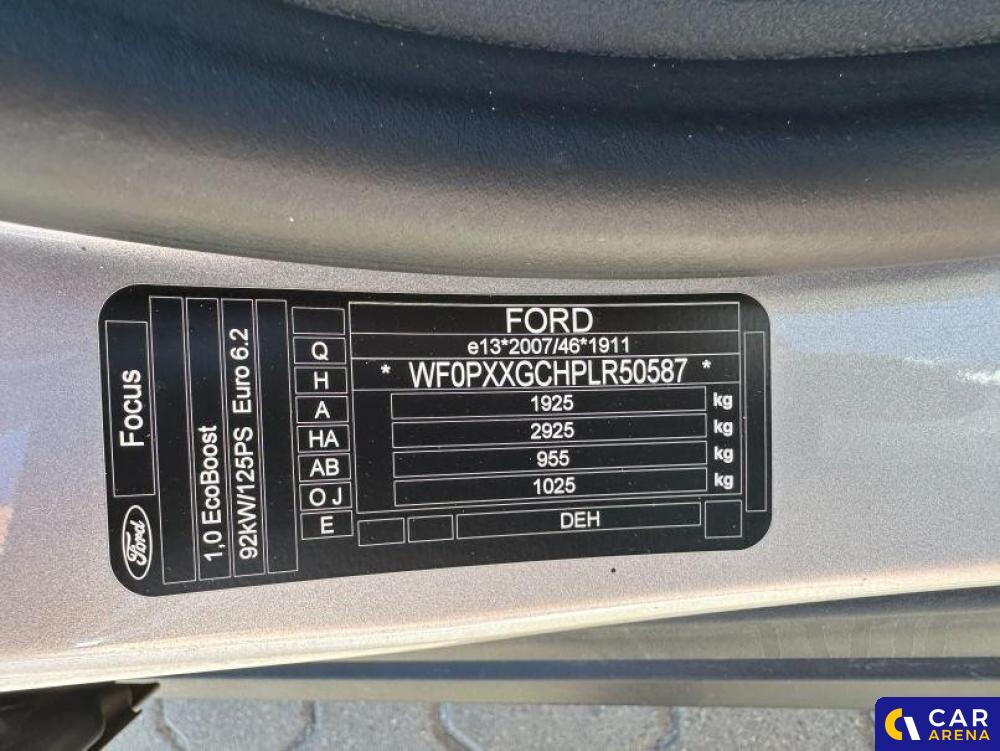 FORD
e13*2007/46*1911
* WF0PXXGCHPLR50587 *
1925 kg
2925 kg
955 kg
1025 kg
DEH
Q
H
A
HA
AB
O J
E
Focus
Ford
1,0 EcoBoost
92kW/125PS Euro 6.2
CAR
ARENA